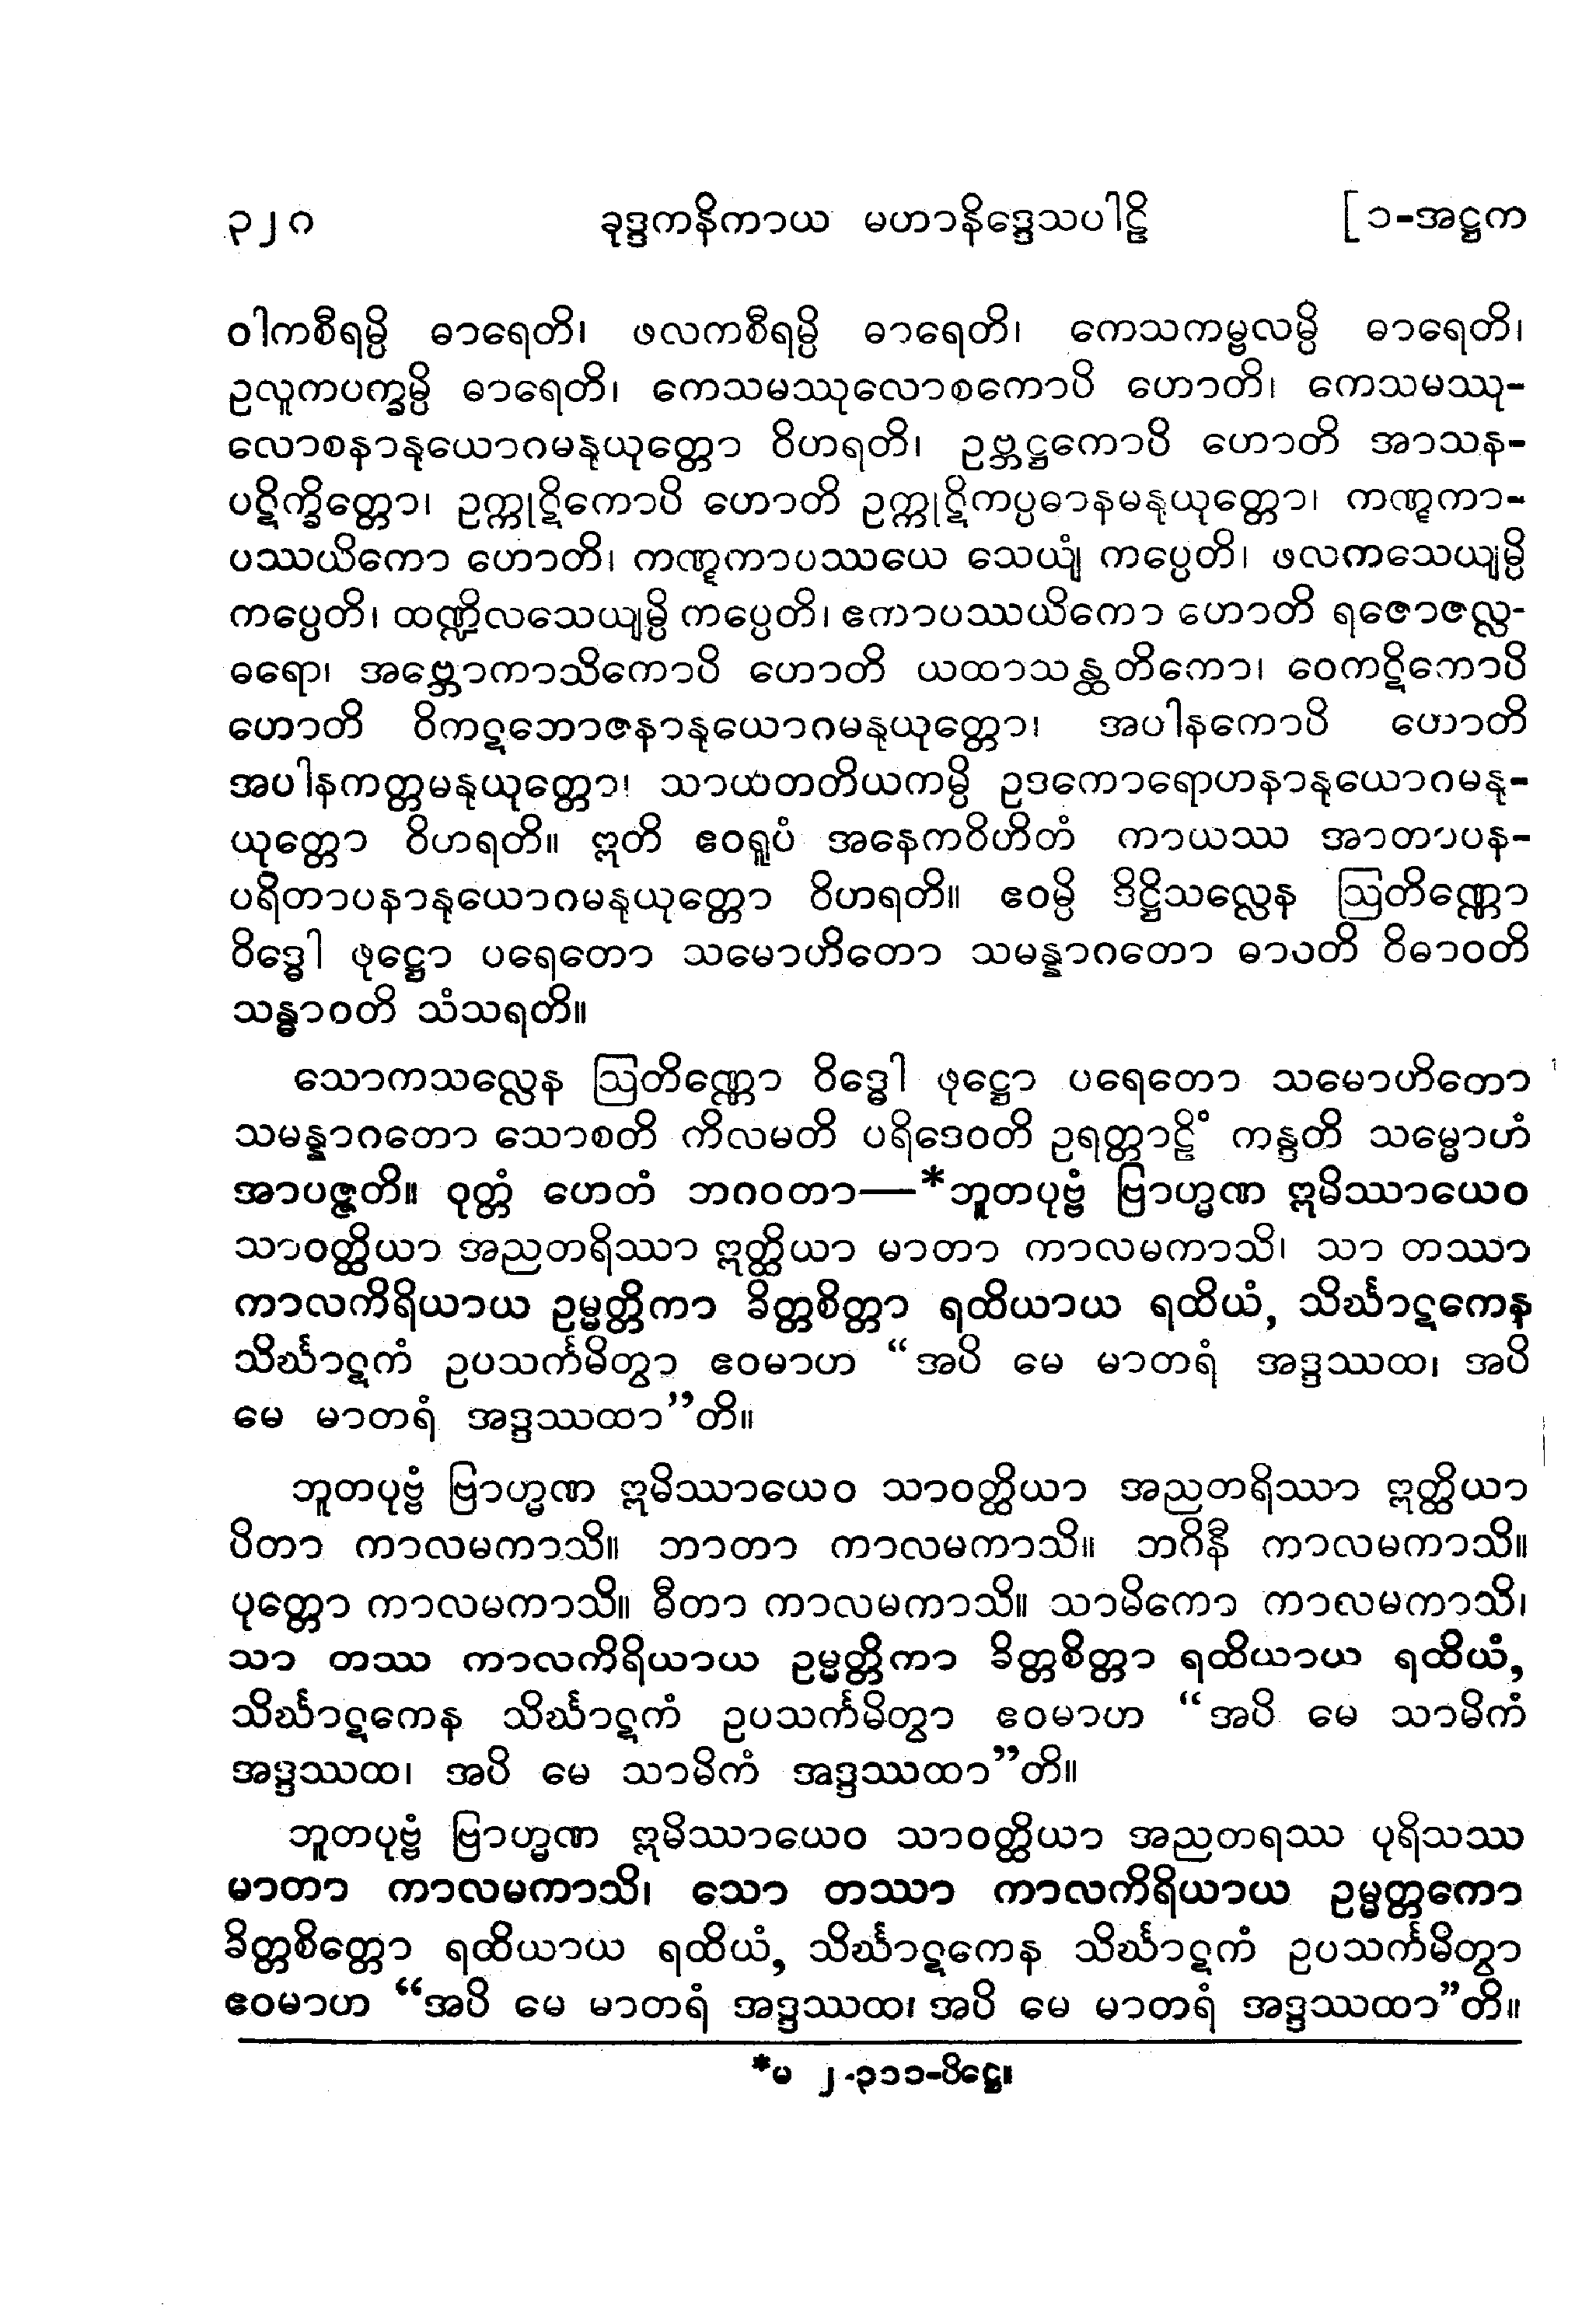 ၃၂၈ ခုဒ္ဒကနိကာယ မဟာနိဒ္ဒေသပါဠိ [၁-အဋ္ဌက
ဝါကစီရမ္ပိ ဓာရေတိ၊ ဖလကစီရမ္ပိ ဓာရေတိ၊ ကေသကမ္ဗလမ္ပိ ဓာရေတိ၊
ဥလူကပက္ခမ္ပိ ဓာရေတိ၊ ကေသမဿုလောစကောပိ ဟောတိ၊ ကေသမဿု-
လောစနာနုယောဂမနုယုတ္တော ဝိဟရတိ၊ ဥဗ္ဘဋ္ဌကောပိ ဟောတိ အာသန-
ပဋိက္ခိတ္တော၊ ဥက္ကုဋိကောပိ ဟောတိ ဥက္ကုဋိကပ္ပဓာနမနုယုတ္တော၊ ကဏ္ဋကာ-
ပဿယိကော ဟောတိ၊ ကဏ္ဋကာပဿယေ သေယျံ ကပ္ပေတိ၊ ဖလကသေယျမ္ပိ
ကပ္ပေတိ၊ ထဏ္ဍိလသေယျမ္ပိ ကပ္ပေတိ၊ ဧကာပဿယိကော ဟောတိ ရဇောဇလ္လ-
ဓရော၊ အဗ္ဘောကာသိကောပိ ဟောတိ ယထာသန္ထတိကော၊ ဝေကဋိကောပိ
ဟောတိ ဝိကဋဘောဇနာနုယောဂမနုယုတ္တော၊ အပါနကောပိ ဟောတိ
အပါနကတ္တမနုယုတ္တော၊ သာယတတိယကမ္ပိ ဥဒကောရောဟနာနုယောဂမနု-
ယုတ္တော ဝိဟရတိ။ ဣတိ ဧဝရူပံ အနေကဝိဟိတံ ကာယဿ အာတာပန-
ပရိတာပနာနုယောဂမနုယုတ္တော ဝိဟရတိ။ ဧဝမ္ပိ ဒိဋ္ဌိသလ္လေန ဩတိဏ္ဏော
ဝိဒ္ဓေါ ဖုဋ္ဌော ပရေတော သမောဟိတော သမန္နာဂတော ဓာဝတိ ဝိဓာဝတိ
သန္ဓာဝတိ သံသရတိ။
သောကသလ္လေန ဩတိဏ္ဏော ဝိဒ္ဓေါ ဖုဋ္ဌော ပရေတော သမောဟိတော
သမန္နာဂတော သောစတိ ကိလမတိ ပရိဒေဝတိ ဥရတ္တာဠိံ ကန္ဒတိ သမ္မောဟံ
အာပဇ္ဇတိ။ ဝုတ္တံ ဟေတံ ဘဂဝတာ—*ဘူတပုဗ္ဗံ ဗြာဟ္မဏ ဣမိဿာယေဝ
သာဝတ္ထိယာ အညတရိဿာ ဣတ္ထိယာ မာတာ ကာလမကာသိ၊ သာ တဿာ
ကာလကိရိယာယ ဥမ္မတ္တိကာ ခိတ္တစိတ္တာ ရထိယာယ ရထိယံ, သိင်္ဃာဋကေန
သိင်္ဃာဋကံ ဥပသင်္ကမိတွာ ဧဝမာဟ “အပိ မေ မာတရံ အဒ္ဒဿထ၊ အပိ
မေ မာတရံ အဒ္ဒဿထာ”တိ။
ဘူတပုဗ္ဗံ ဗြာဟ္မဏ ဣမိဿာယေဝ သာဝတ္ထိယာ အညတရိဿာ ဣတ္ထိယာ
ပိတာ ကာလမကာသိ။ ဘာတာ ကာလမကာသိ။ ဘဂိနီ ကာလမကာသိ။
ပုတ္တော ကာလမကာသိ။ ဓီတာ ကာလမကာသိ။ သာမိကော ကာလမကာသိ၊
သာ တဿ ကာလကိရိယာယ ဥမ္မတ္တိကာ ခိတ္တစိတ္တာ ရထိယာယ ရထိယံ,
သိင်္ဃာဋကေန သိင်္ဃာဋကံ ဥပသင်္ကမိတွာ ဧဝမာဟ “အပိ မေ သာမိကံ
အဒ္ဒဿထ၊ အပိ မေ သာမိကံ အဒ္ဒဿထာ”တိ။
ဘူတပုဗ္ဗံ ဗြာဟ္မဏ ဣမိဿာယေဝ သာဝတ္ထိယာ အညတရဿ ပုရိသဿ
မာတာ ကာလမကာသိ၊ သော တဿာ ကာလကိရိယာယ ဥမ္မတ္တကော
ခိတ္တစိတ္တော ရထိယာယ ရထိယံ, သိင်္ဃာဋကေန သိင်္ဃာဋကံ ဥပသင်္ကမိတွာ
ဧဝမာဟ “အပိ မေ မာတရံ အဒ္ဒဿထ၊ အပိ မေ မာတရံ အဒ္ဒဿထာ”တိ။
*မ ၂-၃၁၁-ပိဋ္ဌေ။